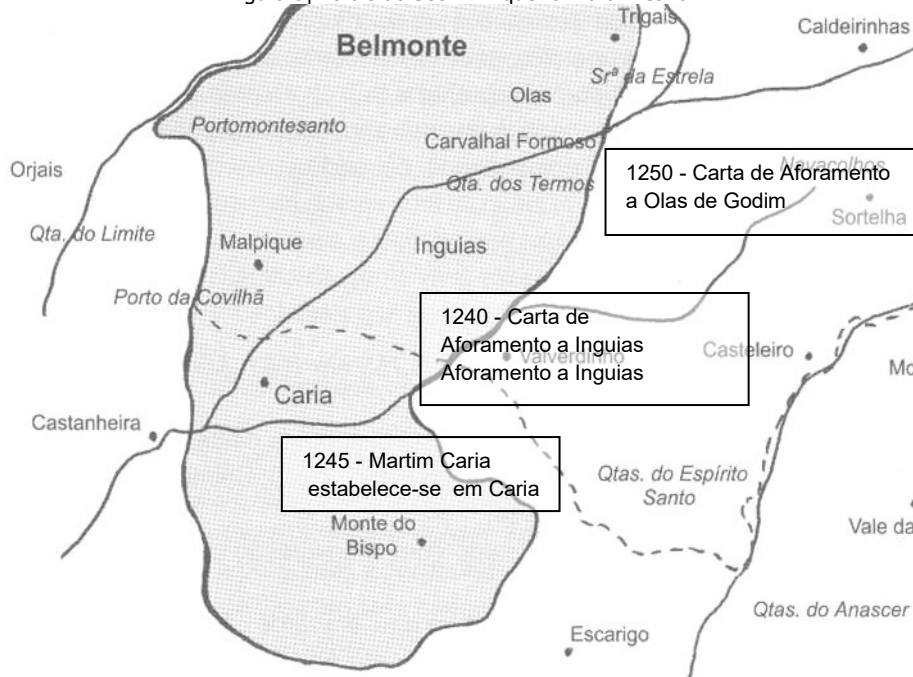 Trigais
Caldeirinhas
Belmonte
Srª da Estrela
Olas
Portomontesanto
Carvalhal Formoso
Orjais
1250 - Carta de Aforamento
a Olas de Godim
Navacolhos
Qta. dos Termos
Sortelha
Qta. do Limite
Malpique
Inguias
Porto da Covilhã
1240 - Carta de
Aforamento a Inguias
Aforamento a Inguias
Valverdinho
Casteleiro
Caria
Castanheira
1245 - Martim Caria
estabelece-se em Caria
Qtas. do Espírito
Santo
Monte do
Bispo
Vale da
Qtas. do Anascer
Escarigo